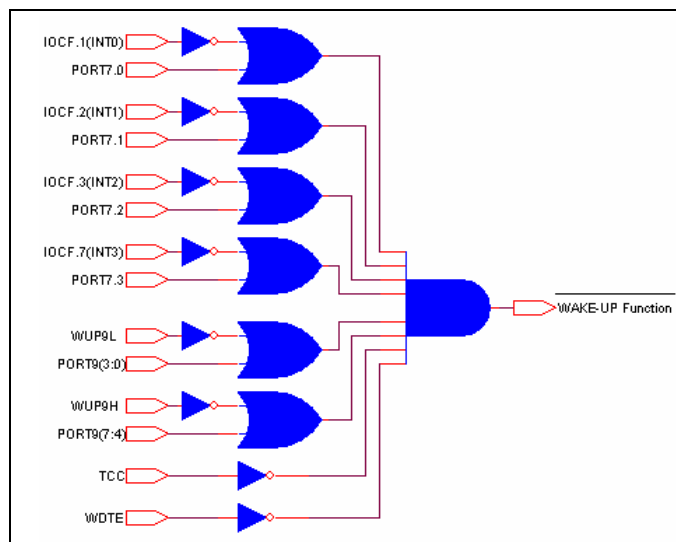 IOCF.1(INT0)
PORT7.0
IOCF.2(INT1)
PORT7.1
IOCF.3(INT2)
PORT7.2
IOCF.7(INT3)
PORT7.3
WUP9L
PORT9(3:0)
WUP9H
PORT9(7:4)
TCC
WDTE
WAKE-UP Function